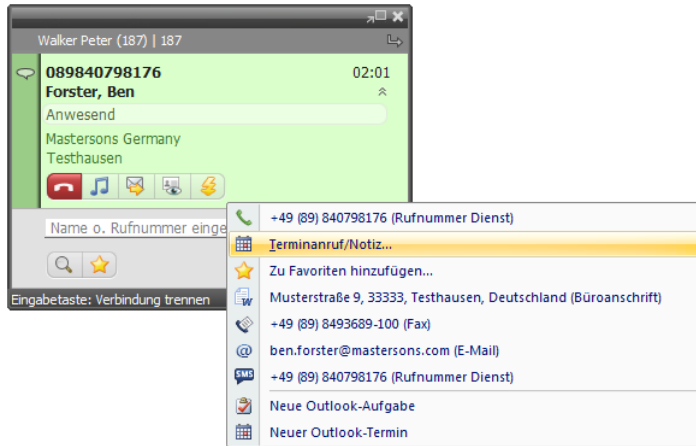 Walker Peter (187) | 187
089840798176 02:01
Forster, Ben
Anwesend
Mastersons Germany
Testhausen
Name o. Rufnummer einge
Eingabetaste: Verbindung trennen
+49 (89) 840798176 (Rufnummer Dienst)
Terminanruf/Notiz...
Zu Favoriten hinzufügen...
Musterstraße 9, 33333, Testhausen, Deutschland (Büroanschrift)
+49 (89) 8493689-100 (Fax)
@ ben.forster@mastersons.com (E-Mail)
SMS +49 (89) 840798176 (Rufnummer Dienst)
Neue Outlook-Aufgabe
Neuer Outlook-Termin